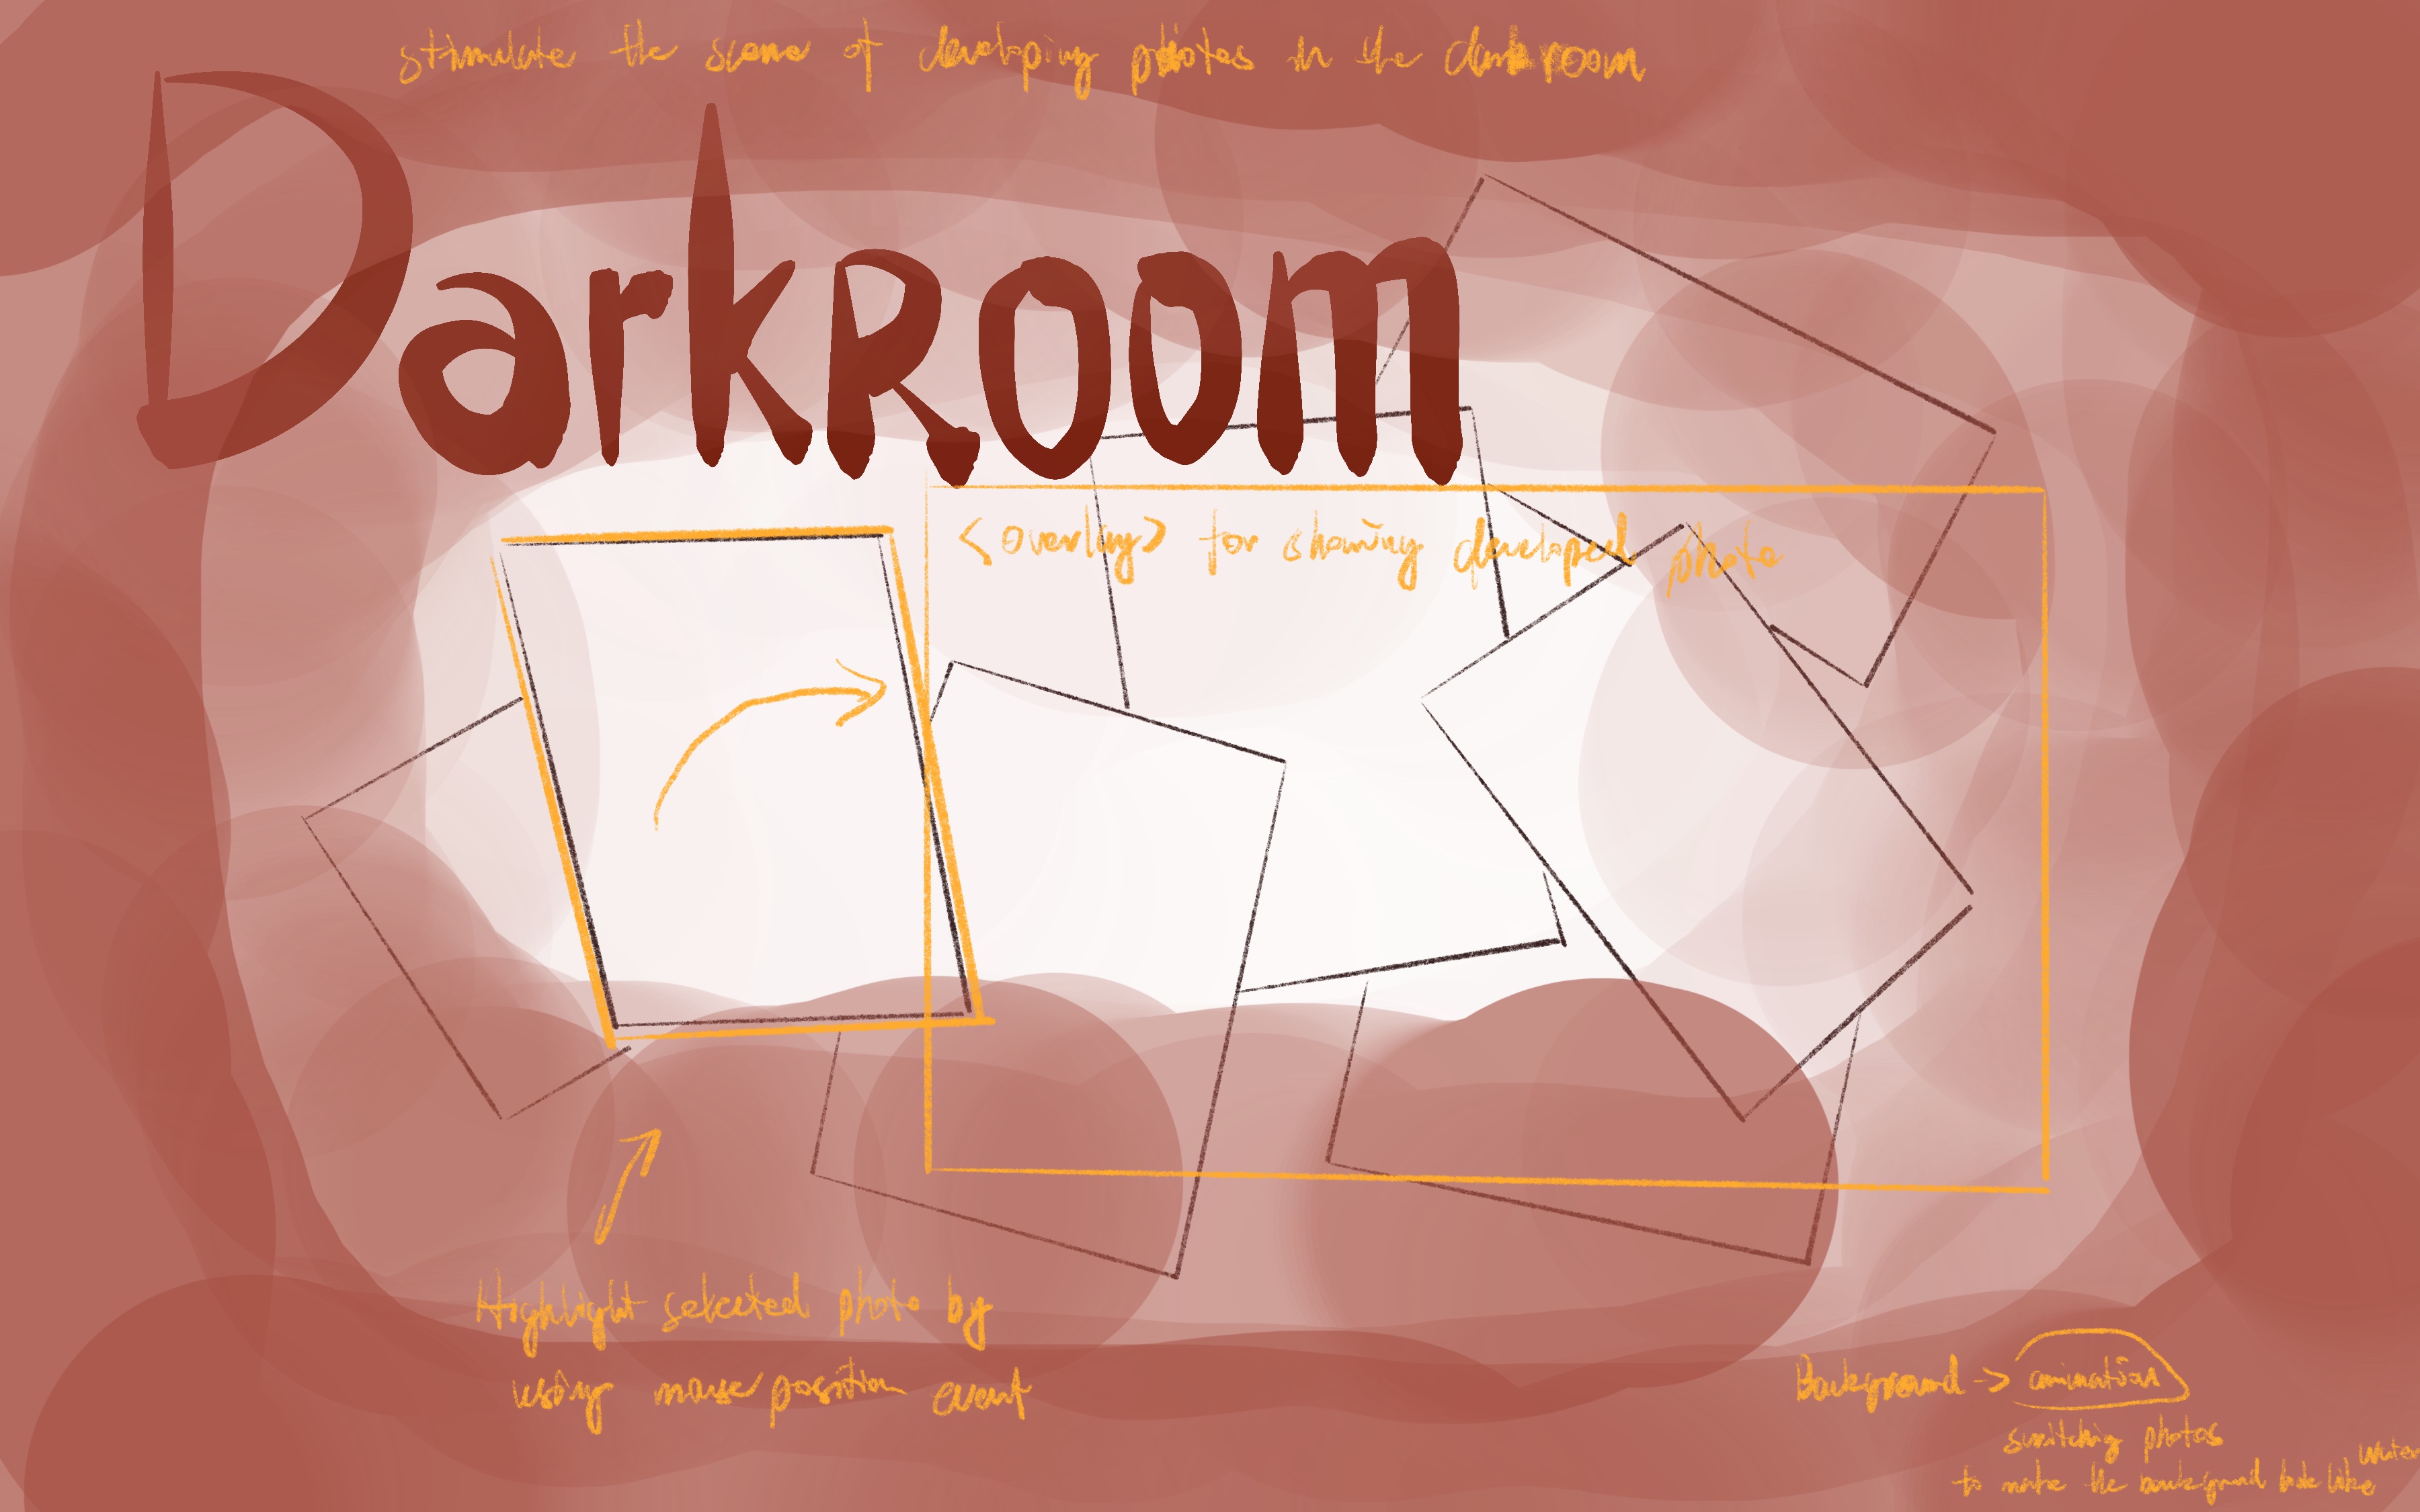 stimulate the scene of developing photos in the darkroom
DarkRoom
<overlay> for showing developed photo
Highlight selected photo by
using mouse position event
Background -> animation
switching photos
to make the background look like water